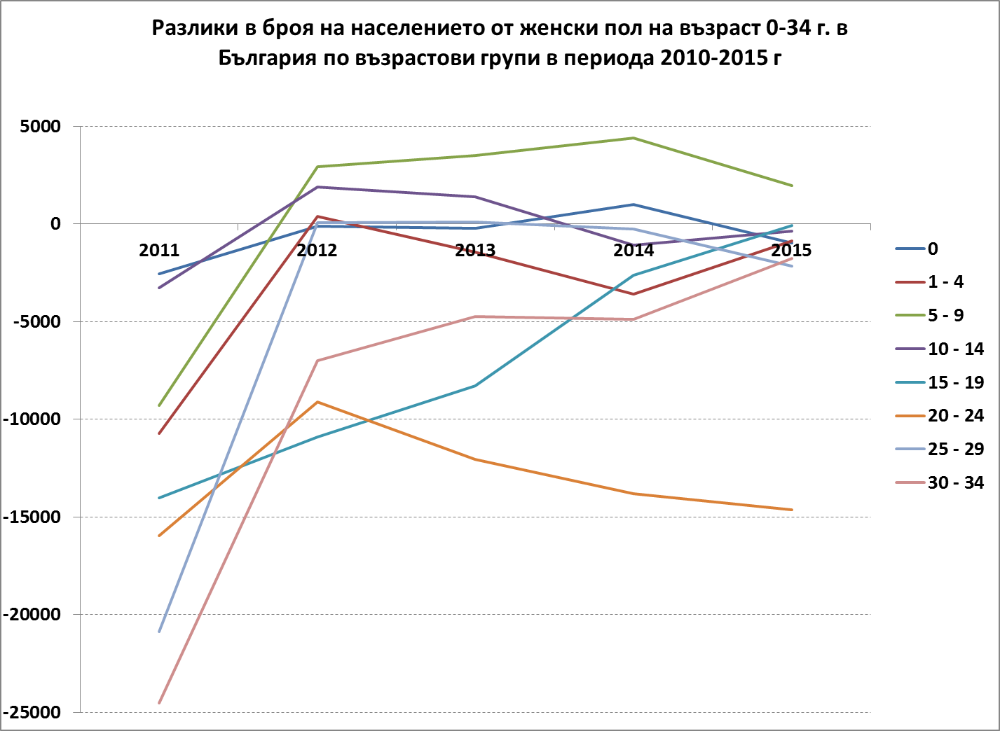 Разлики в броя на населението от женски пол на възраст 0-34 г. в
България по възрастови групи в периода 2010-2015 г
5000
0
-5000
-10000
-15000
-20000
-25000
2011
2012
2013
2014
2015
0
1 - 4
5 - 9
10 - 14
15 - 19
20 - 24
25 - 29
30 - 34